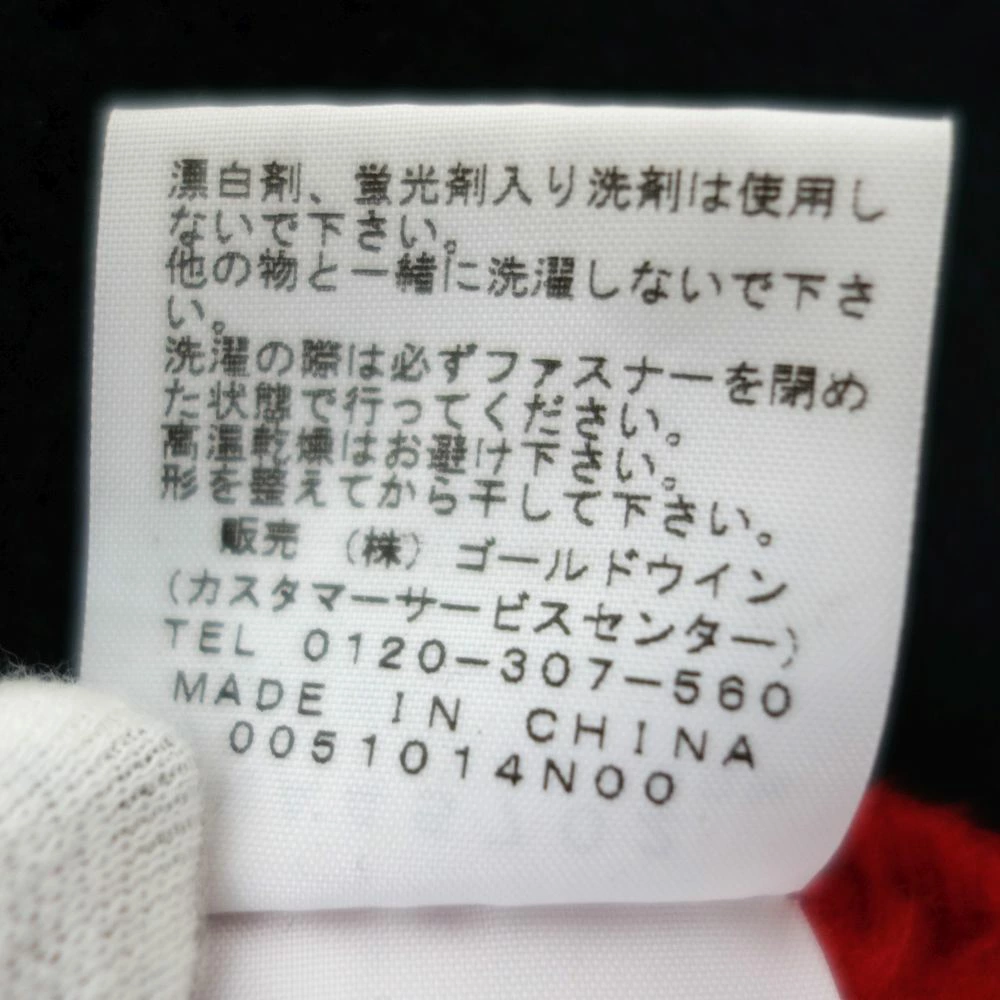 漂白剤、蛍光剤入り洗剤は使用し
ないで下さい。
他の物と一緒に洗濯しないで下さ
い。
洗濯の際は必ずファスナーを閉め
た状態で行ってください。
高温乾燥はお避け下さい。
形を整えてから干して下さい。
販売 (株) ゴールドウイン
(カスタマーサービスセンター)
TEL 0120-307-560
MADE IN CHINA
0051014N00